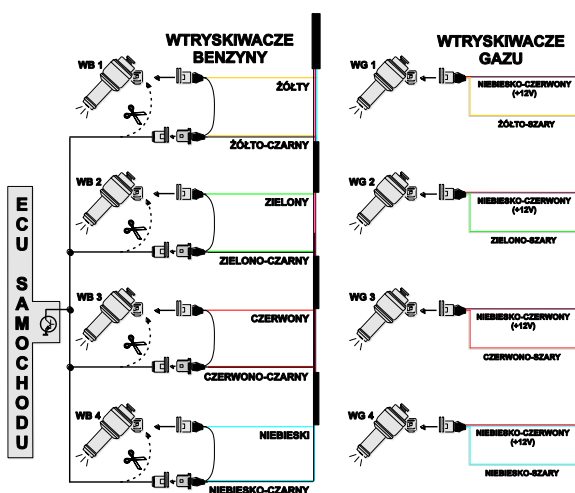 WTRYSKIWACZE
BENZYNY
WTRYSKIWACZE
GAZU
ECU SAMOCHODU
WB 1
ŻÓŁTY
ŻÓŁTO-CZARNY
WG 1
NIEBIESKO-CZERWONY
(+12V)
ŻÓŁTO-SZARY
WB 2
ZIELONY
ZIELONO-CZARNY
WG 2
NIEBIESKO-CZERWONY
(+12V)
ZIELONO-SZARY
WB 3
CZERWONY
CZERWONO-CZARNY
WG 3
NIEBIESKO-CZERWONY
(+12V)
CZERWONO-SZARY
WB 4
NIEBIESKI
NIEBIESKO-CZARNY
WG 4
NIEBIESKO-CZERWONY
(+12V)
NIEBIESKO-SZARY